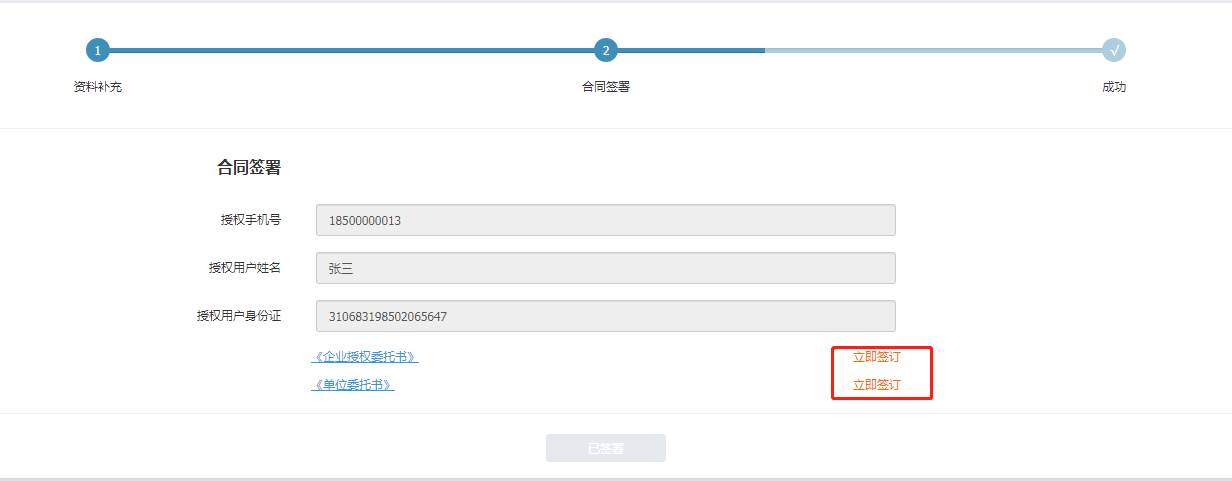 1
2
√
资料补充
合同签署
成功
合同签署
授权手机号
18500000013
授权用户姓名
张三
授权用户身份证
310683198502065647
《企业授权委托书》 立即签订
《单位委托书》 立即签订
已签署